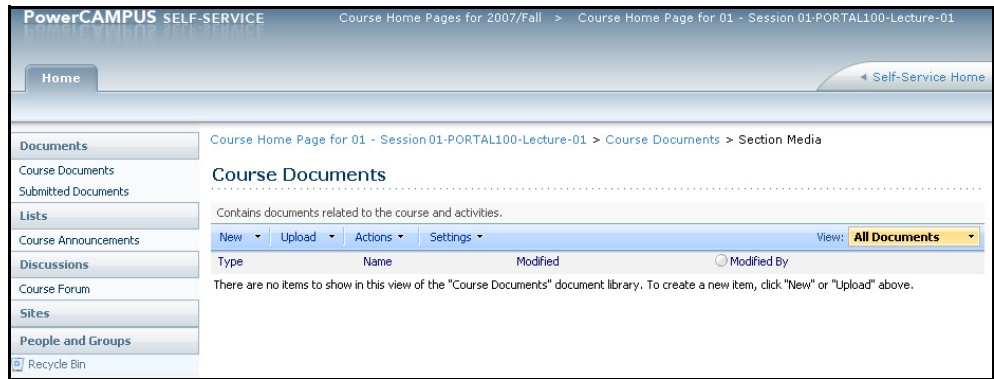 PowerCAMPUS SELF-SERVICE Course Home Pages for 2007/Fall > Course Home Page for 01 - Session 01-PORTAL100-Lecture-01
Home
Self-Service Home
Documents
Course Documents
Submitted Documents
Lists
Course Announcements
Discussions
Course Forum
Sites
People and Groups
Recycle Bin
Course Home Page for 01 - Session 01-PORTAL100-Lecture-01 > Course Documents > Section Media
Course Documents
Contains documents related to the course and activities.
New Upload Actions Settings View: All Documents
Type Name Modified Modified By
There are no items to show in this view of the "Course Documents" document library. To create a new item, click "New" or "Upload" above.